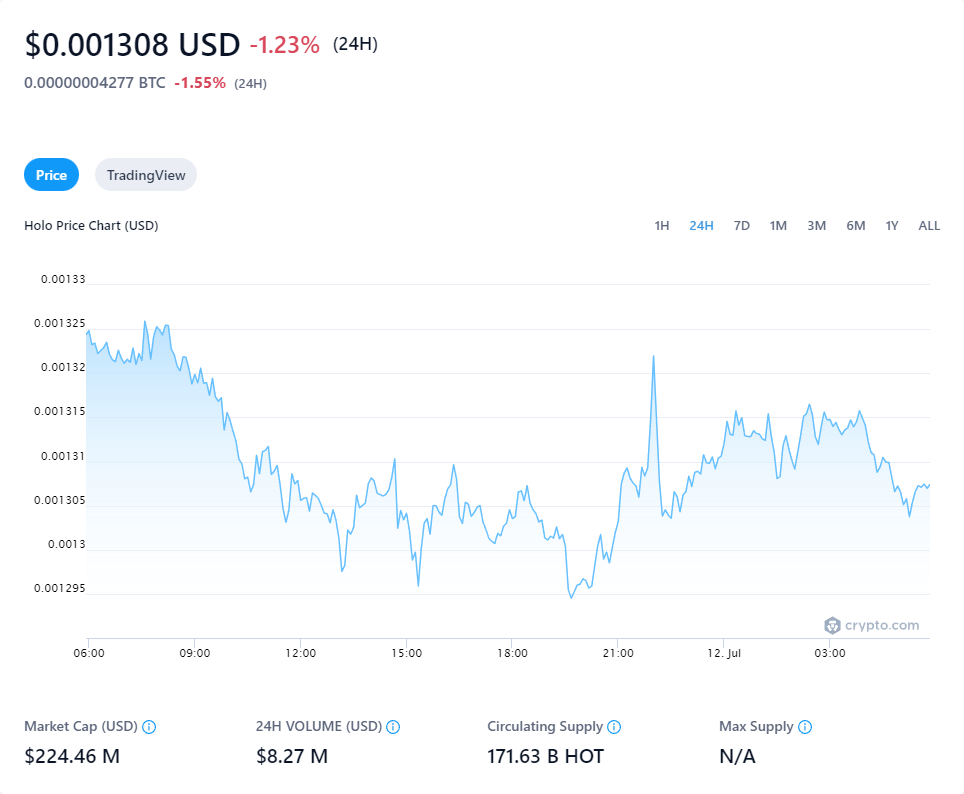 $0.001308 USD -1.23% (24H)
0.00000004277 BTC -1.55% (24H)
Price TradingView
Holo Price Chart (USD)
1H 24H 7D 1M 3M 6M 1Y ALL
0.00133
0.001325
0.00132
0.001315
0.00131
0.001305
0.0013
0.001295
crypto.com
06:00 09:00 12:00 15:00 18:00 21:00 12. Jul 03:00
Market Cap (USD) 24H VOLUME (USD) Circulating Supply Max Supply
$224.46 M $8.27 M 171.63 B HOT N/A